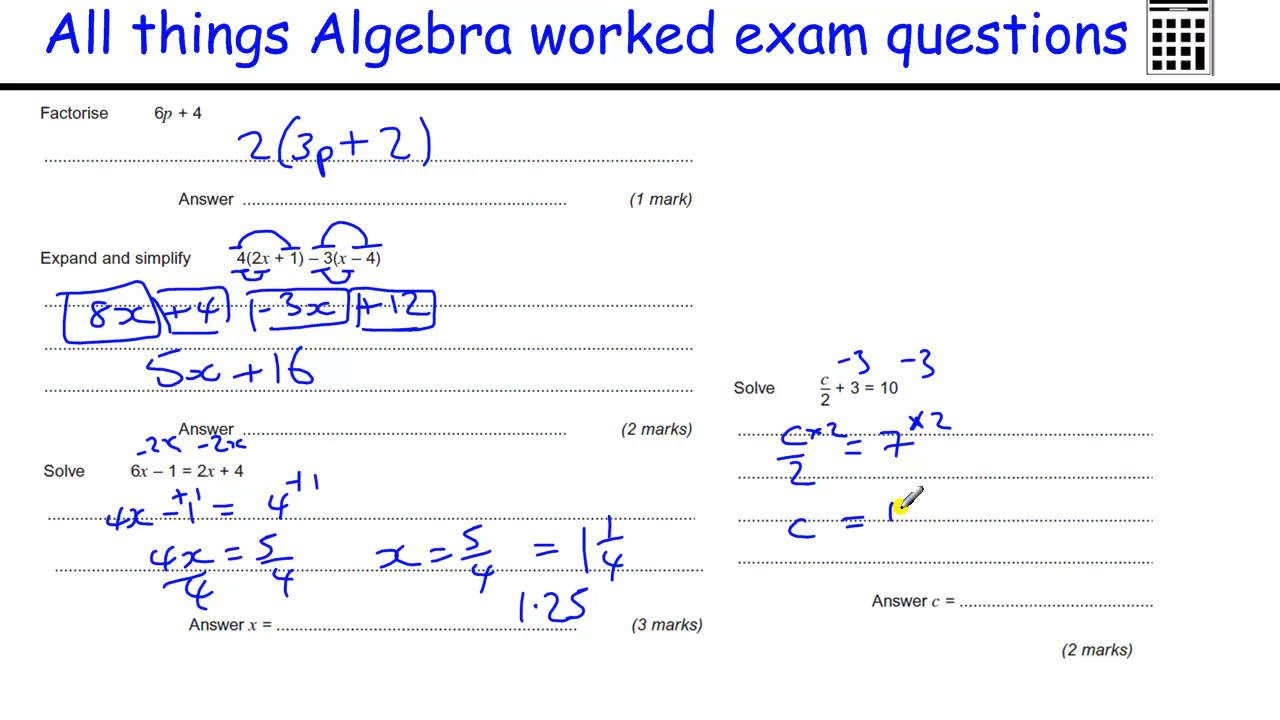 All things Algebra worked exam questions
Factorise 6p + 4
2(3p + 2)
Answer
(1 mark)
Expand and simplify 4(2x + 1) – 3(x – 4)
8x + 4 - 3x + 12
5x + 16
Answer
(2 marks)
-2x -2x
Solve 6x – 1 = 2x + 4
+1 +1
4x - 1 = 4
4x/4 = 5/4 x = 5/4 = 1 1/4
1.25
Answer x =
(3 marks)
-3 -3
Solve c/2 + 3 = 10
c/2 ×2 = 7 ×2
c =
Answer c =
(2 marks)